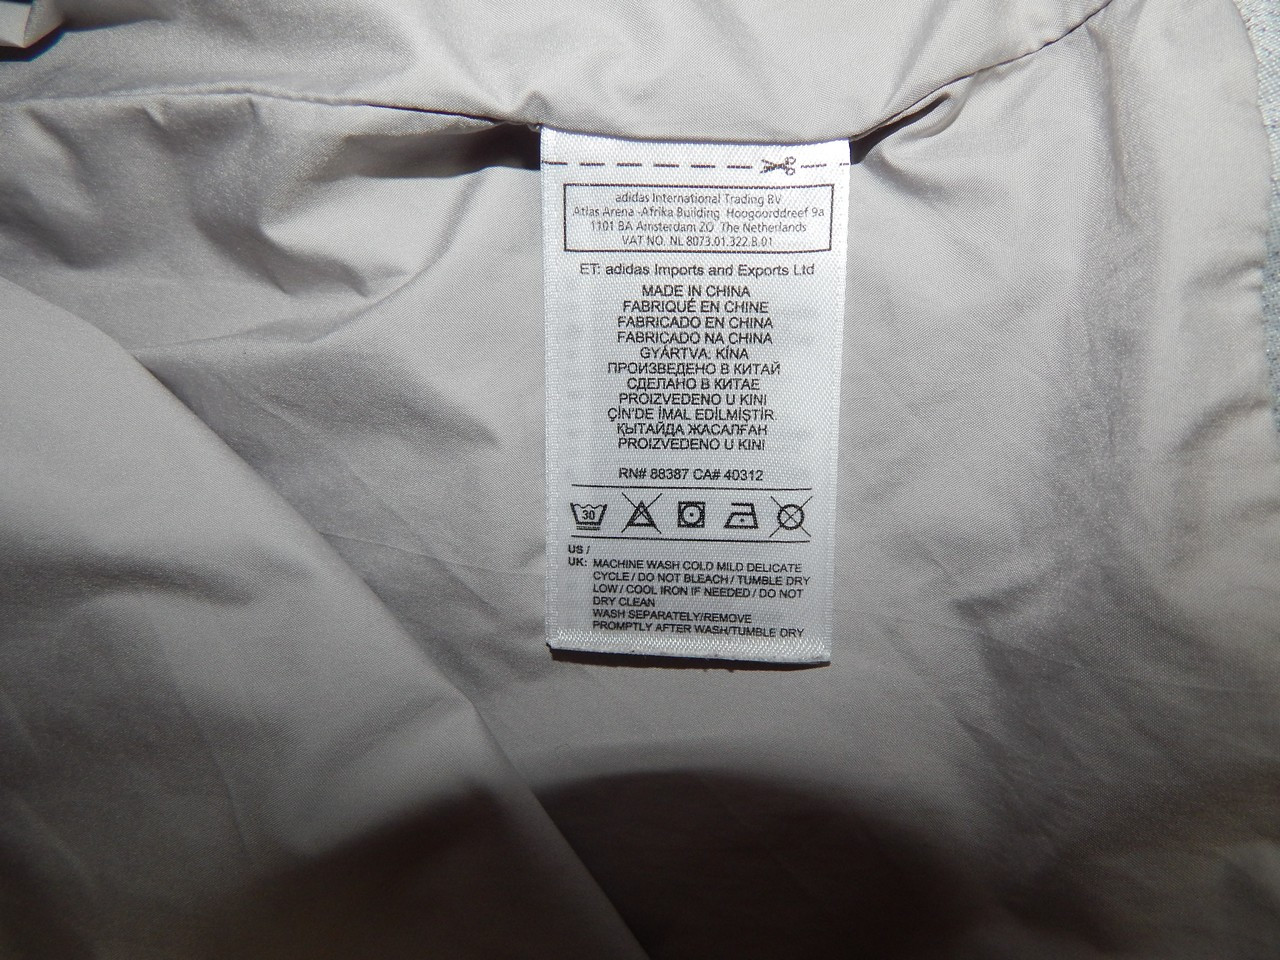 adidas International Trading BV
Atlas Arena -Afrika Building Hoogoorddreef 9a
1101 BA Amsterdam ZO The Netherlands
VAT NO. NL 8073.01.322.B.01
ET: adidas Imports and Exports Ltd
MADE IN CHINA
FABRIQUÉ EN CHINE
FABRICADO EN CHINA
FABRICADO NA CHINA
GYÁRTVA: KÍNA
ПРОИЗВЕДЕНО В КИТАЙ
СДЕЛАНО В КИТАЕ
PROIZVEDENO U KINI
ÇİN'DE İMAL EDİLMİŞTİR
ҚЫТАЙДА ЖАСАЛҒАН
PROIZVEDENO U KINI
RN# 88387 CA# 40312
30
US /
UK: MACHINE WASH COLD MILD DELICATE
CYCLE / DO NOT BLEACH / TUMBLE DRY
LOW / COOL IRON IF NEEDED / DO NOT
DRY CLEAN
WASH SEPARATELY/REMOVE
PROMPTLY AFTER WASH/TUMBLE DRY